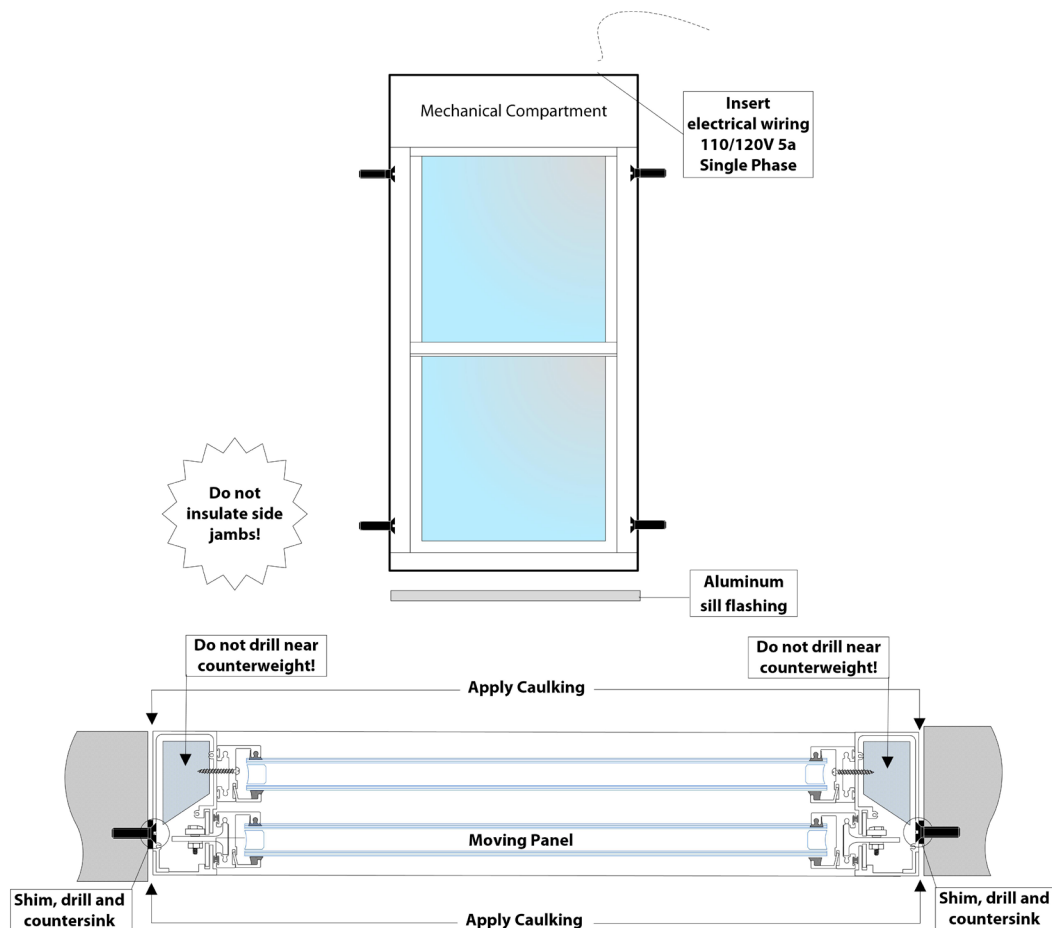 Mechanical Compartment
Insert
electrical wiring
110/120V 5a
Single Phase
Do not
insulate side
jambs!
Aluminum
sill flashing
Do not drill near
counterweight!
Do not drill near
counterweight!
Apply Caulking
Moving Panel
Shim, drill and
countersink
Apply Caulking
Shim, drill and
countersink